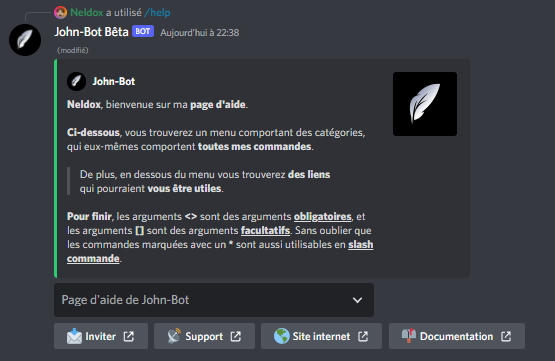 Neldox a utilisé /help
John-Bot Bêta BOT Aujourd'hui à 22:38
(modifié)
John-Bot
Neldox, bienvenue sur ma page d'aide.
Ci-dessous, vous trouverez un menu comportant des catégories,
qui eux-mêmes comportent toutes mes commandes.
De plus, en dessous du menu vous trouverez des liens
qui pourraient vous être utiles.
Pour finir, les arguments <> sont des arguments obligatoires, et
les arguments [] sont des arguments facultatifs. Sans oublier que
les commandes marquées avec un * sont aussi utilisables en slash
commande.
Page d'aide de John-Bot
Inviter Support Site internet Documentation